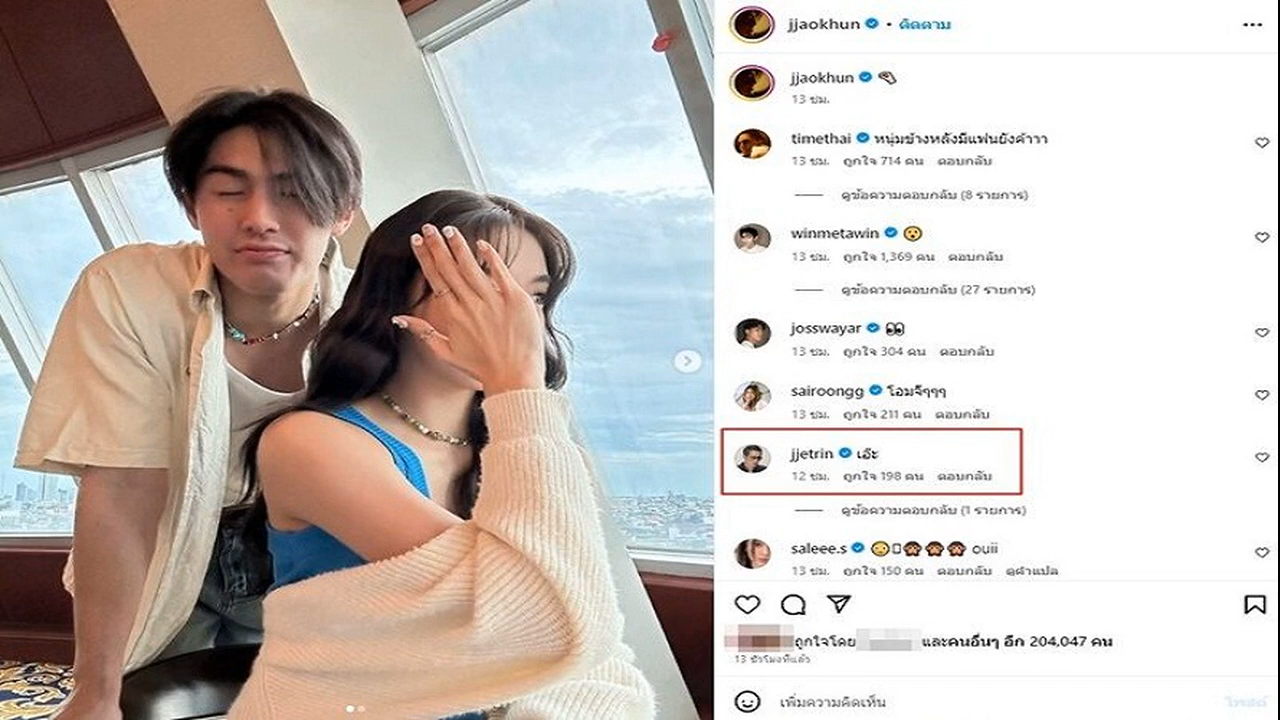 jjaokhun • ติดตาม
jjaokhun
13 ชม.
timethai หนุ่มข้างหลังมีแฟนยังค้าาา
13 ชม. ถูกใจ 714 คน ตอบกลับ
ดูข้อความตอบกลับ (8 รายการ)
winmetawin 😮
13 ชม. ถูกใจ 1,369 คน ตอบกลับ
ดูข้อความตอบกลับ (27 รายการ)
josswayar 👀
13 ชม. ถูกใจ 304 คน ตอบกลับ
sairoongg โอมจีๆๆๆ
13 ชม. ถูกใจ 211 คน ตอบกลับ
jjetrin เอ๊ะ
12 ชม. ถูกใจ 198 คน ตอบกลับ
ดูข้อความตอบกลับ (1 รายการ)
saleee.s 🙈🙈🙈 ouii
13 ชม. ถูกใจ 150 คน ตอบกลับ ดูคำแปล
ถูกใจโดย และคนอื่นๆ อีก 204,047 คน
13 ชั่วโมงที่แล้ว
เพิ่มความคิดเห็น
โพสต์